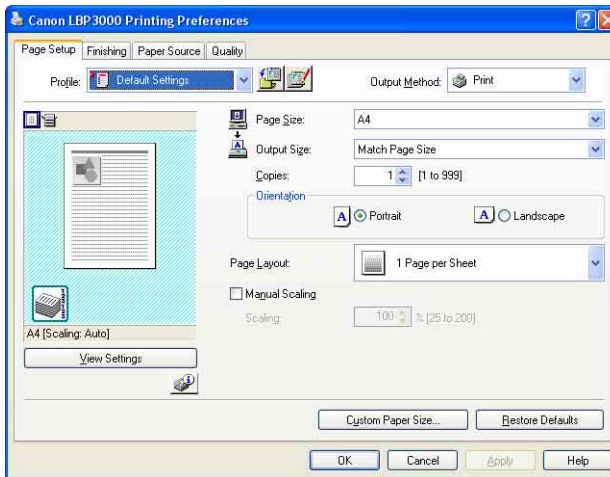 Canon LBP3000 Printing Preferences
Page Setup Finishing Paper Source Quality
Profile: Default Settings Output Method: Print
Page Size: A4
Output Size: Match Page Size
Copies: 1 [1 to 999]
Orientation
A Portrait A Landscape
Page Layout: 1 Page per Sheet
Manual Scaling
Scaling: 100 % [25 to 200]
A4 [Scaling: Auto]
View Settings
Custom Paper Size... Restore Defaults
OK Cancel Apply Help